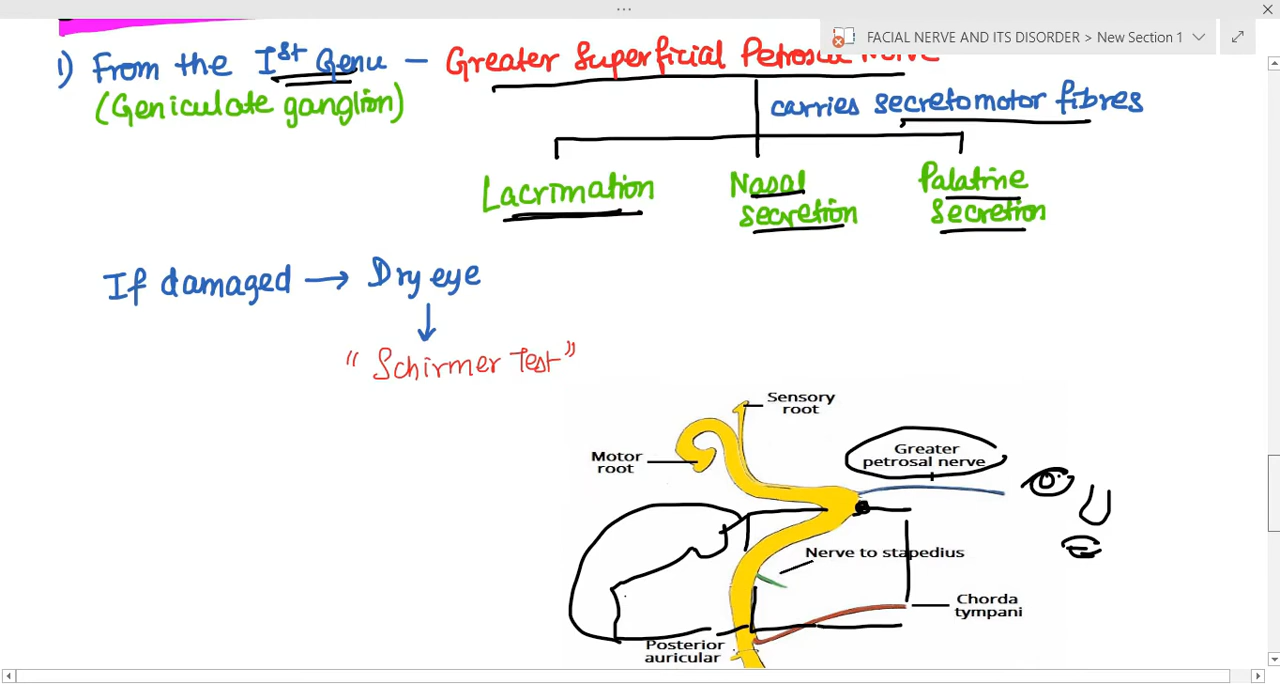 FACIAL NERVE AND ITS DISORDER > New Section 1
1) From the Ist Genu – Greater Superficial Petrosal Nerve
(Geniculate ganglion)
carries secretomotor fibres
Lacrimation
Nasal
secretion
Palatine
secretion
If damaged → Dry eye
↓
"Schirmer Test"
Sensory
root
Motor
root
Greater
petrosal nerve
Nerve to stapedius
Chorda
tympani
Posterior
auricular